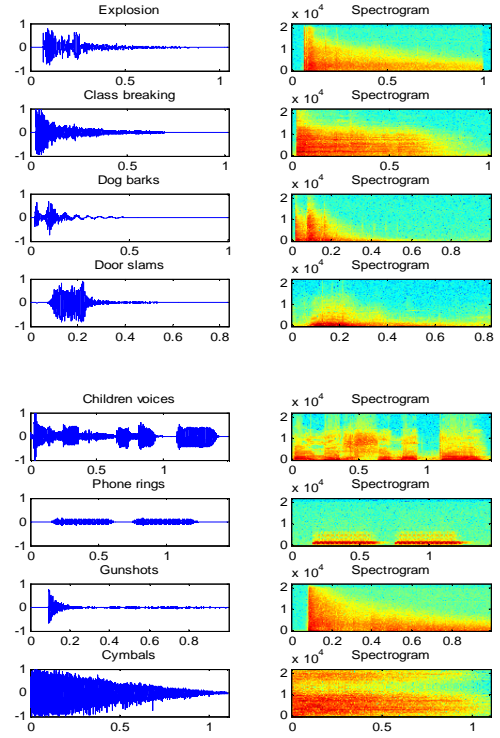 Explosion Spectrogram
x 10^4
1 2
0 1
-1 0
0 0.5 1 0 0.5 1
Class breaking Spectrogram
x 10^4
1 2
0 1
-1 0
0 0.5 1 0 0.5 1
Dog barks Spectrogram
x 10^4
1 2
0 1
-1 0
0 0.5 1 0 0.2 0.4 0.6 0.8
Door slams Spectrogram
x 10^4
1 2
0 1
-1 0
0 0.2 0.4 0.6 0.8 0 0.2 0.4 0.6 0.8
Children voices Spectrogram
x 10^4
1 2
0 1
-1 0
0 0.5 1 0 0.5 1
Phone rings Spectrogram
x 10^4
1 2
0 1
-1 0
0.5 1 0.5 1
Gunshots Spectrogram
x 10^4
1 2
0 1
-1 0
0 0.2 0.4 0.6 0.8 0 0.2 0.4 0.6 0.8
Cymbals Spectrogram
x 10^4
1 2
0 1
-1 0
0 0.5 1 0 0.5 1